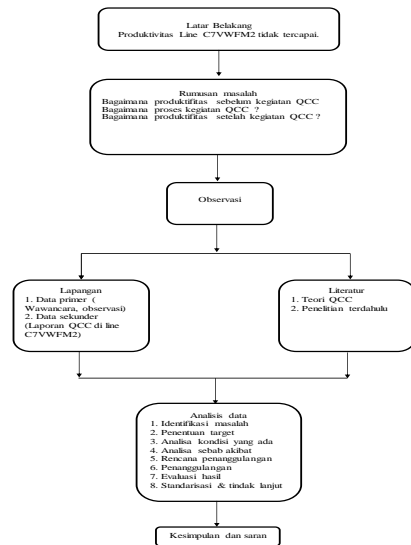 Latar Belakang
Produktivitas Line C7VWFM2 tidak tercapai.
Rumusan masalah
Bagaimana produktifitas sebelum kegiatan QCC
Bagaimana proses kegiatan QCC ?
Bagaimana produktifitas setelah kegiatan QCC ?
Observasi
Lapangan
1. Data primer (
Wawancara, observasi)
2. Data sekunder
(Laporan QCC di line
C7VWFM2)
Literatur
1. Teori QCC
2. Penelitian terdahulu
Analisis data
1. Identifikasi masalah
2. Penentuan target
3. Analisa kondisi yang ada
4. Analisa sebab akibat
5. Rencana penanggulangan
6. Penanggulangan
7. Evaluasi hasil
8. Standarisasi & tindak lanjut
Kesimpulan dan saran